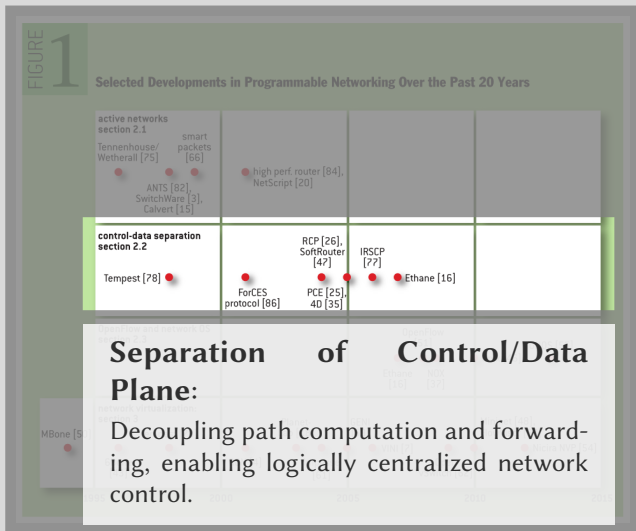 FIGURE
1
Selected Developments in Programmable Networking Over the Past 20 Years
active networks
section 2.1
Tennenhouse/
Wetherall [75]
smart
packets
[66]
ANTS [82],
SwitchWare [3],
Calvert [15]
high perf. router [84],
NetScript [20]
control-data separation
section 2.2
Tempest [78]
ForCES
protocol [86]
RCP [26],
SoftRouter
[47]
PCE [25],
4D [35]
IRSCP
[77]
Ethane [16]
Separation of Control/Data
Plane:
Decoupling path computation and forward-
ing, enabling logically centralized network
control.